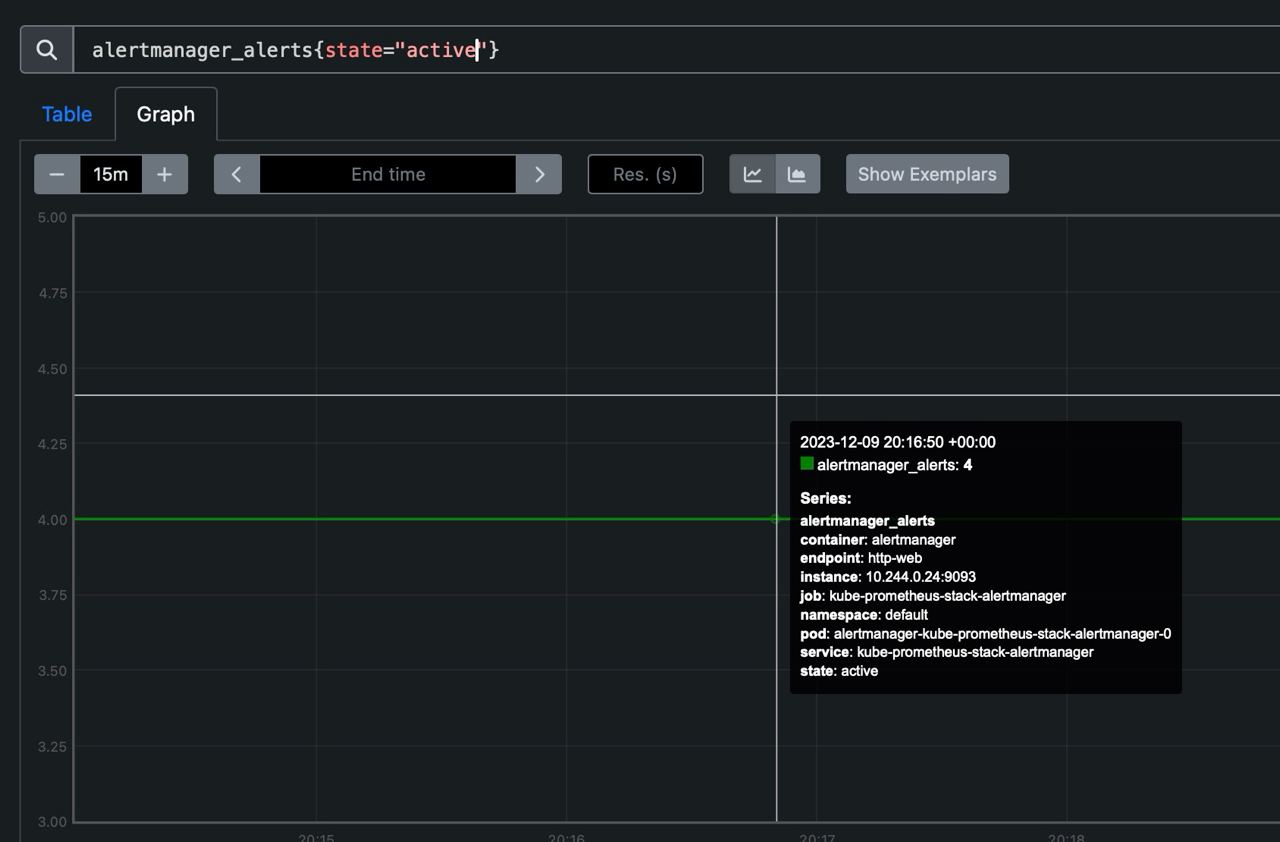 alertmanager_alerts{state="active"}
Table
Graph
15m
End time
Res. (s)
Show Exemplars
5.00
4.75
4.50
4.25
4.00
3.75
3.50
3.25
3.00
2023-12-09 20:16:50 +00:00
alertmanager_alerts: 4
Series:
alertmanager_alerts
container: alertmanager
endpoint: http-web
instance: 10.244.0.24:9093
job: kube-prometheus-stack-alertmanager
namespace: default
pod: alertmanager-kube-prometheus-stack-alertmanager-0
service: kube-prometheus-stack-alertmanager
state: active
20:15 20:16 20:17 20:18